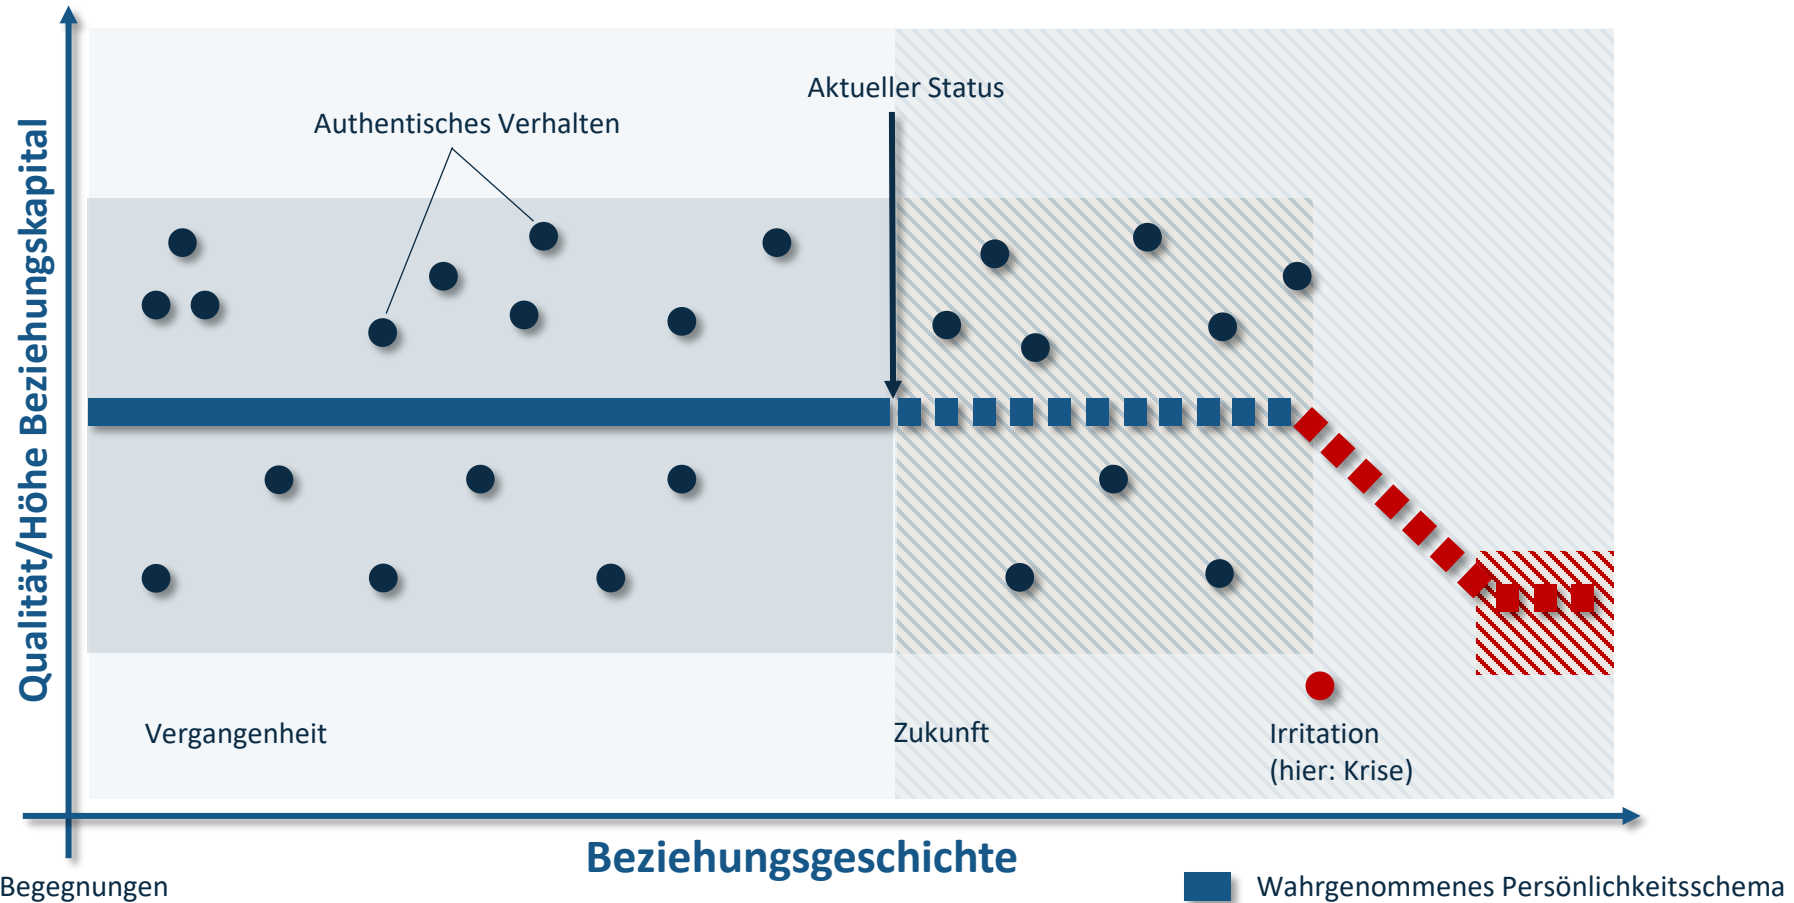 Aktueller Status
Authentisches Verhalten
Qualität/Höhe Beziehungskapital
Vergangenheit
Zukunft
Irritation
(hier: Krise)
Beziehungsgeschichte
Begegnungen
Wahrgenommenes Persönlichkeitsschema